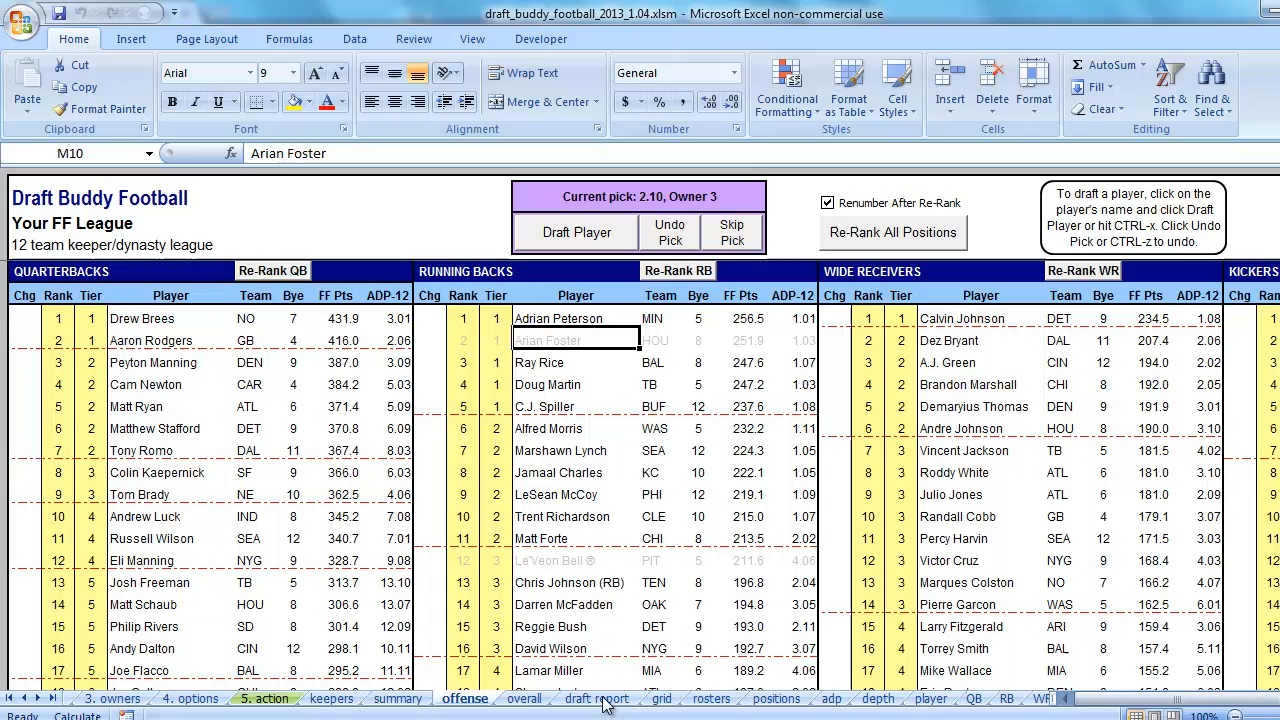 draft_buddy_football_2013_1.04.xlsm - Microsoft Excel non-commercial use
Home Insert Page Layout Formulas Data Review View Developer
Paste Cut Copy Format Painter Clipboard
Arial 9 A A B I U A Font
Wrap Text Merge & Center Alignment
General $ % , Number
Conditional Formatting Format as Table Cell Styles Styles
Insert Delete Format Cells
AutoSum Fill Clear Sort & Filter Find & Select Editing
M10 fx Arian Foster
Draft Buddy Football
Your FF League
12 team keeper/dynasty league
Current pick: 2.10, Owner 3
Draft Player Undo Pick Skip Pick
Renumber After Re-Rank
Re-Rank All Positions
To draft a player, click on the
player's name and click Draft
Player or hit CTRL-x. Click Undo
Pick or CTRL-z to undo.
QUARTERBACKS Re-Rank QB RUNNING BACKS Re-Rank RB WIDE RECEIVERS Re-Rank WR KICKERS
Chg Rank Tier Player Team Bye FF Pts ADP-12 Chg Rank Tier Player Team Bye FF Pts ADP-12 Chg Rank Tier Player Team Bye FF Pts ADP-12 Chg Rank
1 1 Drew Brees NO 7 431.9 3.01 1 1 Adrian Peterson MIN 5 256.5 1.01 1 1 Calvin Johnson DET 9 234.5 1.08 1
2 1 Aaron Rodgers GB 4 416.0 2.06 2 1 Arian Foster HOU 8 251.9 1.03 2 2 Dez Bryant DAL 11 207.4 2.06 2
3 2 Peyton Manning DEN 9 387.0 3.09 3 1 Ray Rice BAL 8 247.6 1.07 3 2 A.J. Green CIN 12 194.0 2.02 3
4 2 Cam Newton CAR 4 384.2 5.03 4 1 Doug Martin TB 5 247.2 1.03 4 2 Brandon Marshall CHI 8 192.0 2.05 4
5 2 Matt Ryan ATL 6 371.4 5.09 5 1 C.J. Spiller BUF 12 237.6 1.08 5 2 Demaryius Thomas DEN 9 191.9 3.01 5
6 2 Matthew Stafford DET 9 370.8 6.09 6 2 Alfred Morris WAS 5 232.2 1.11 6 2 Andre Johnson HOU 8 190.0 3.10 6
7 2 Tony Romo DAL 11 367.4 8.03 7 2 Marshawn Lynch SEA 12 224.3 1.05 7 3 Vincent Jackson TB 5 181.5 4.02 7
8 3 Colin Kaepernick SF 9 366.0 6.03 8 2 Jamaal Charles KC 10 222.1 1.05 8 3 Roddy White ATL 6 181.0 3.10 8
9 3 Tom Brady NE 10 362.5 4.06 9 2 LeSean McCoy PHI 12 219.1 1.09 9 3 Julio Jones ATL 6 181.0 2.09 9
10 4 Andrew Luck IND 8 345.2 7.08 10 2 Trent Richardson CLE 10 215.0 1.07 10 3 Randall Cobb GB 4 179.1 3.07 10
11 4 Russell Wilson SEA 12 340.7 7.01 11 2 Matt Forte CHI 8 213.5 2.02 11 3 Percy Harvin SEA 12 171.5 3.03 11
12 4 Eli Manning NYG 9 328.7 9.08 12 3 Le'Veon Bell ® PIT 5 211.6 4.06 12 3 Victor Cruz NYG 9 168.4 4.03 12
13 5 Josh Freeman TB 5 313.7 13.10 13 3 Chris Johnson (RB) TEN 8 196.8 2.04 13 3 Marques Colston NO 7 166.2 4.07 13
14 5 Matt Schaub HOU 8 306.6 13.07 14 3 Darren McFadden OAK 7 194.8 3.05 14 3 Pierre Garcon WAS 5 162.5 6.01 14
15 5 Philip Rivers SD 8 304.4 12.09 15 3 Reggie Bush DET 9 193.0 2.11 15 4 Larry Fitzgerald ARI 9 159.4 3.06 15
16 5 Andy Dalton CIN 12 298.1 10.11 16 3 David Wilson NYG 9 192.7 3.07 16 4 Torrey Smith BAL 8 156.6 5.04 16
17 5 Joe Flacco BAL 8 295.2 11.11 17 4 Lamar Miller MIA 6 189.2 4.06 17 4 Mike Wallace MIA 6 155.2 5.06 17
3. owners 4. options 5. action keepers summary offense overall draft report grid rosters positions adp depth player QB RB
Ready Calculate 100%